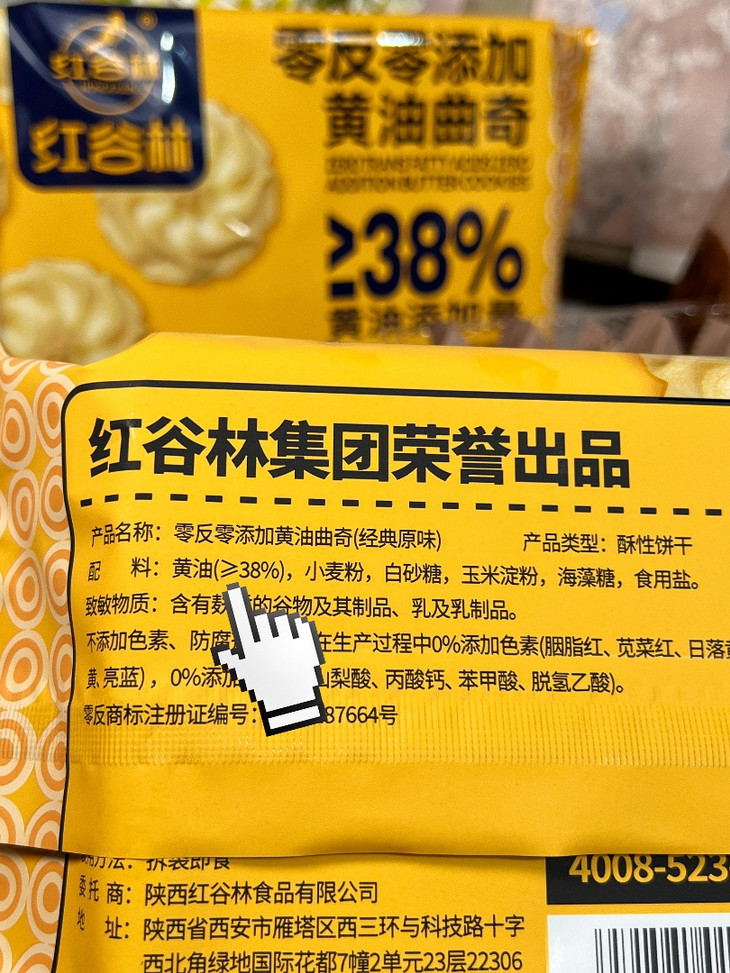 红谷林
红谷林
零反零添加
黄油曲奇
ZERO TRANS FATTY ACIDS ZERO
ADDITION BUTTER COOKIES
≥38%
黄油添加量
红谷林集团荣誉出品
产品名称：零反零添加黄油曲奇(经典原味) 产品类型：酥性饼干
配 料：黄油(≥38%)，小麦粉，白砂糖，玉米淀粉，海藻糖，食用盐。
致敏物质：含有 的谷物及其制品、乳及乳制品。
不添加色素、防腐 在生产过程中0%添加色素(胭脂红、苋菜红、日落
黄、亮蓝)，0%添加 山梨酸、丙酸钙、苯甲酸、脱氢乙酸)。
零反商标注册证编号： 87664号
方法：拆袋即食
委托商：陕西红谷林食品有限公司
地 址：陕西省西安市雁塔区西三环与科技路十字
西北角绿地国际花都7幢2单元23层22306
4008-523